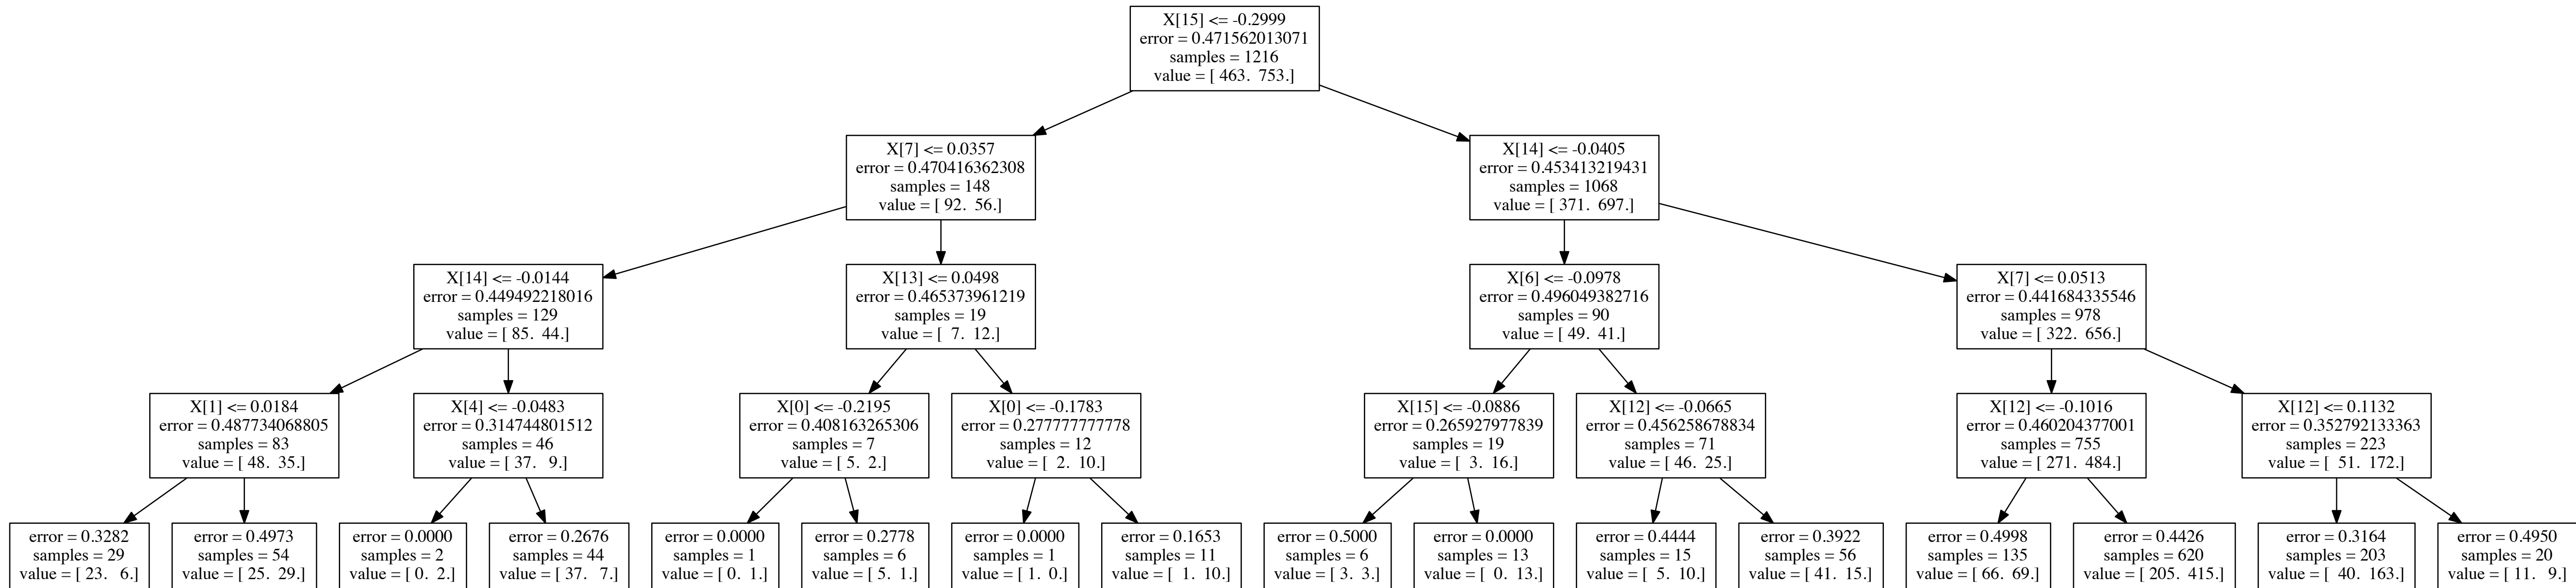 X[15] <= -0.2999
error = 0.471562013071
samples = 1216
value = [ 463.  753.]
X[7] <= 0.0357
error = 0.470416362308
samples = 148
value = [ 92.  56.]
X[14] <= -0.0405
error = 0.453413219431
samples = 1068
value = [ 371.  697.]
X[14] <= -0.0144
error = 0.449492218016
samples = 129
value = [ 85.  44.]
X[13] <= 0.0498
error = 0.465373961219
samples = 19
value = [  7.  12.]
X[6] <= -0.0978
error = 0.496049382716
samples = 90
value = [ 49.  41.]
X[7] <= 0.0513
error = 0.441684335546
samples = 978
value = [ 322.  656.]
X[1] <= 0.0184
error = 0.487734068805
samples = 83
value = [ 48.  35.]
X[4] <= -0.0483
error = 0.314744801512
samples = 46
value = [ 37.   9.]
X[0] <= -0.2195
error = 0.408163265306
samples = 7
value = [ 5.  2.]
X[0] <= -0.1783
error = 0.277777777778
samples = 12
value = [  2.  10.]
X[15] <= -0.0886
error = 0.265927977839
samples = 19
value = [  3.  16.]
X[12] <= -0.0665
error = 0.456258678834
samples = 71
value = [ 46.  25.]
X[12] <= -0.1016
error = 0.460204377001
samples = 755
value = [ 271.  484.]
X[12] <= 0.1132
error = 0.352792133363
samples = 223
value = [  51.  172.]
error = 0.3282
samples = 29
value = [ 23.   6.]
error = 0.4973
samples = 54
value = [ 25.  29.]
error = 0.0000
samples = 2
value = [ 0.  2.]
error = 0.2676
samples = 44
value = [ 37.   7.]
error = 0.0000
samples = 1
value = [ 0.  1.]
error = 0.2778
samples = 6
value = [ 5.  1.]
error = 0.0000
samples = 1
value = [ 1.  0.]
error = 0.1653
samples = 11
value = [  1.  10.]
error = 0.5000
samples = 6
value = [ 3.  3.]
error = 0.0000
samples = 13
value = [  0.  13.]
error = 0.4444
samples = 15
value = [  5.  10.]
error = 0.3922
samples = 56
value = [ 41.  15.]
error = 0.4998
samples = 135
value = [ 66.  69.]
error = 0.4426
samples = 620
value = [ 205.  415.]
error = 0.3164
samples = 203
value = [  40.  163.]
error = 0.4950
samples = 20
value = [ 11.   9.]